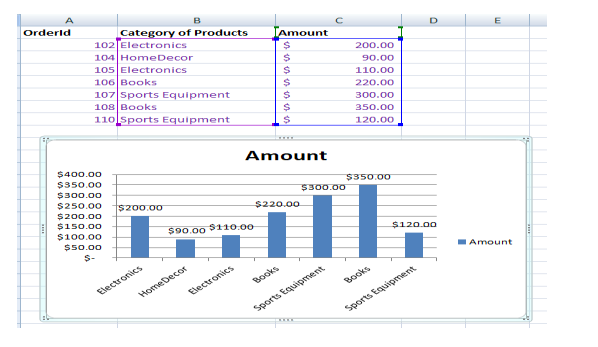 A B C D E
OrderId Category of Products Amount
102 Electronics $ 200.00
104 HomeDecor $ 90.00
105 Electronics $ 110.00
106 Books $ 220.00
107 Sports Equipment $ 300.00
108 Books $ 350.00
110 Sports Equipment $ 120.00
Amount
$400.00
$350.00
$300.00
$250.00
$200.00
$150.00
$100.00
$50.00
$-
$200.00
$90.00
$110.00
$220.00
$300.00
$350.00
$120.00
Electronics
HomeDecor
Electronics
Books
Sports Equipment
Books
Sports Equipment
Amount